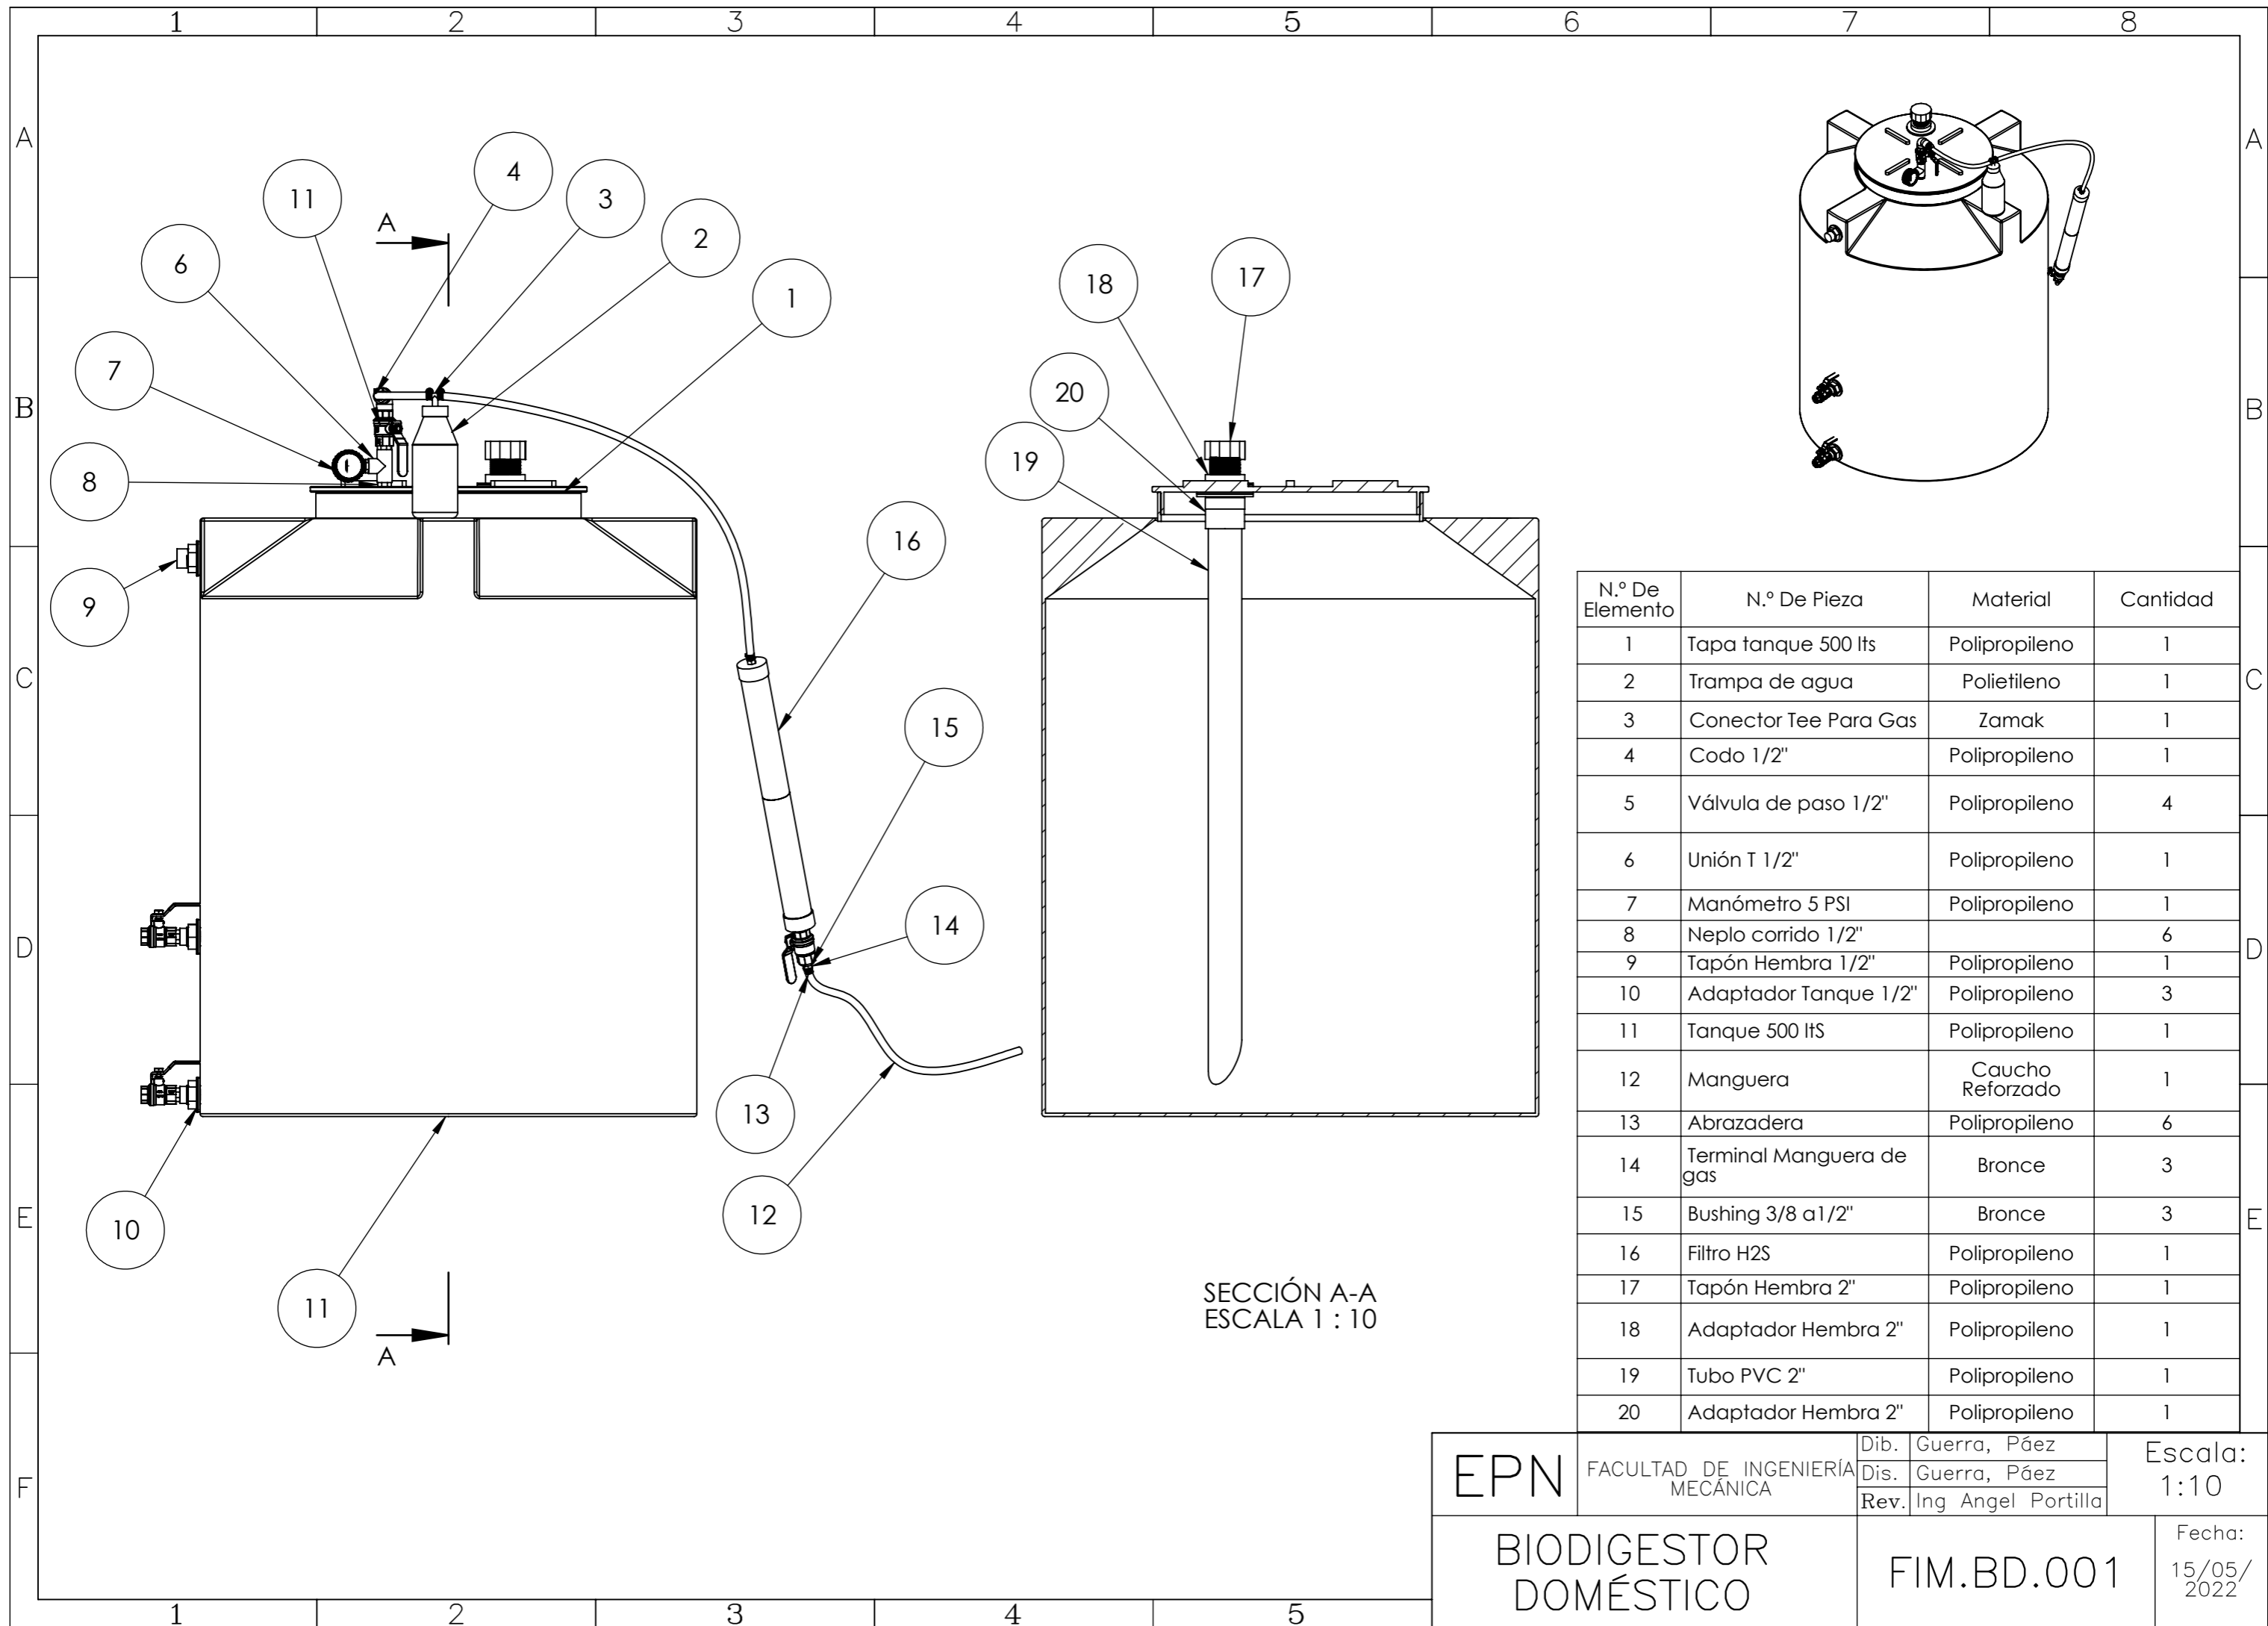 1 2 3 4 5 6 7 8
A A
B B
C C
D D
E E
F
1 2 3 4 5
A
A
11
4
3
2
6
1
7
8
9
16
15
14
13
12
10
11
18
17
20
19
SECCIÓN A-A
ESCALA 1 : 10
N.º De Elemento N.º De Pieza Material Cantidad
1 Tapa tanque 500 lts Polipropileno 1
2 Trampa de agua Polietileno 1
3 Conector Tee Para Gas Zamak 1
4 Codo 1/2" Polipropileno 1
5 Válvula de paso 1/2" Polipropileno 4
6 Unión T 1/2" Polipropileno 1
7 Manómetro 5 PSI Polipropileno 1
8 Neplo corrido 1/2" 6
9 Tapón Hembra 1/2" Polipropileno 1
10 Adaptador Tanque 1/2" Polipropileno 3
11 Tanque 500 ltS Polipropileno 1
12 Manguera Caucho Reforzado 1
13 Abrazadera Polipropileno 6
14 Terminal Manguera de gas Bronce 3
15 Bushing 3/8 a1/2" Bronce 3
16 Filtro H2S Polipropileno 1
17 Tapón Hembra 2" Polipropileno 1
18 Adaptador Hembra 2" Polipropileno 1
19 Tubo PVC 2" Polipropileno 1
20 Adaptador Hembra 2" Polipropileno 1
EPN
FACULTAD DE INGENIERÍA
MECÁNICA
Dib. Guerra, Páez
Dis. Guerra, Páez
Rev. Ing Angel Portilla
Escala:
1:10
BIODIGESTOR
DOMÉSTICO
FIM.BD.001
Fecha:
15/05/
2022